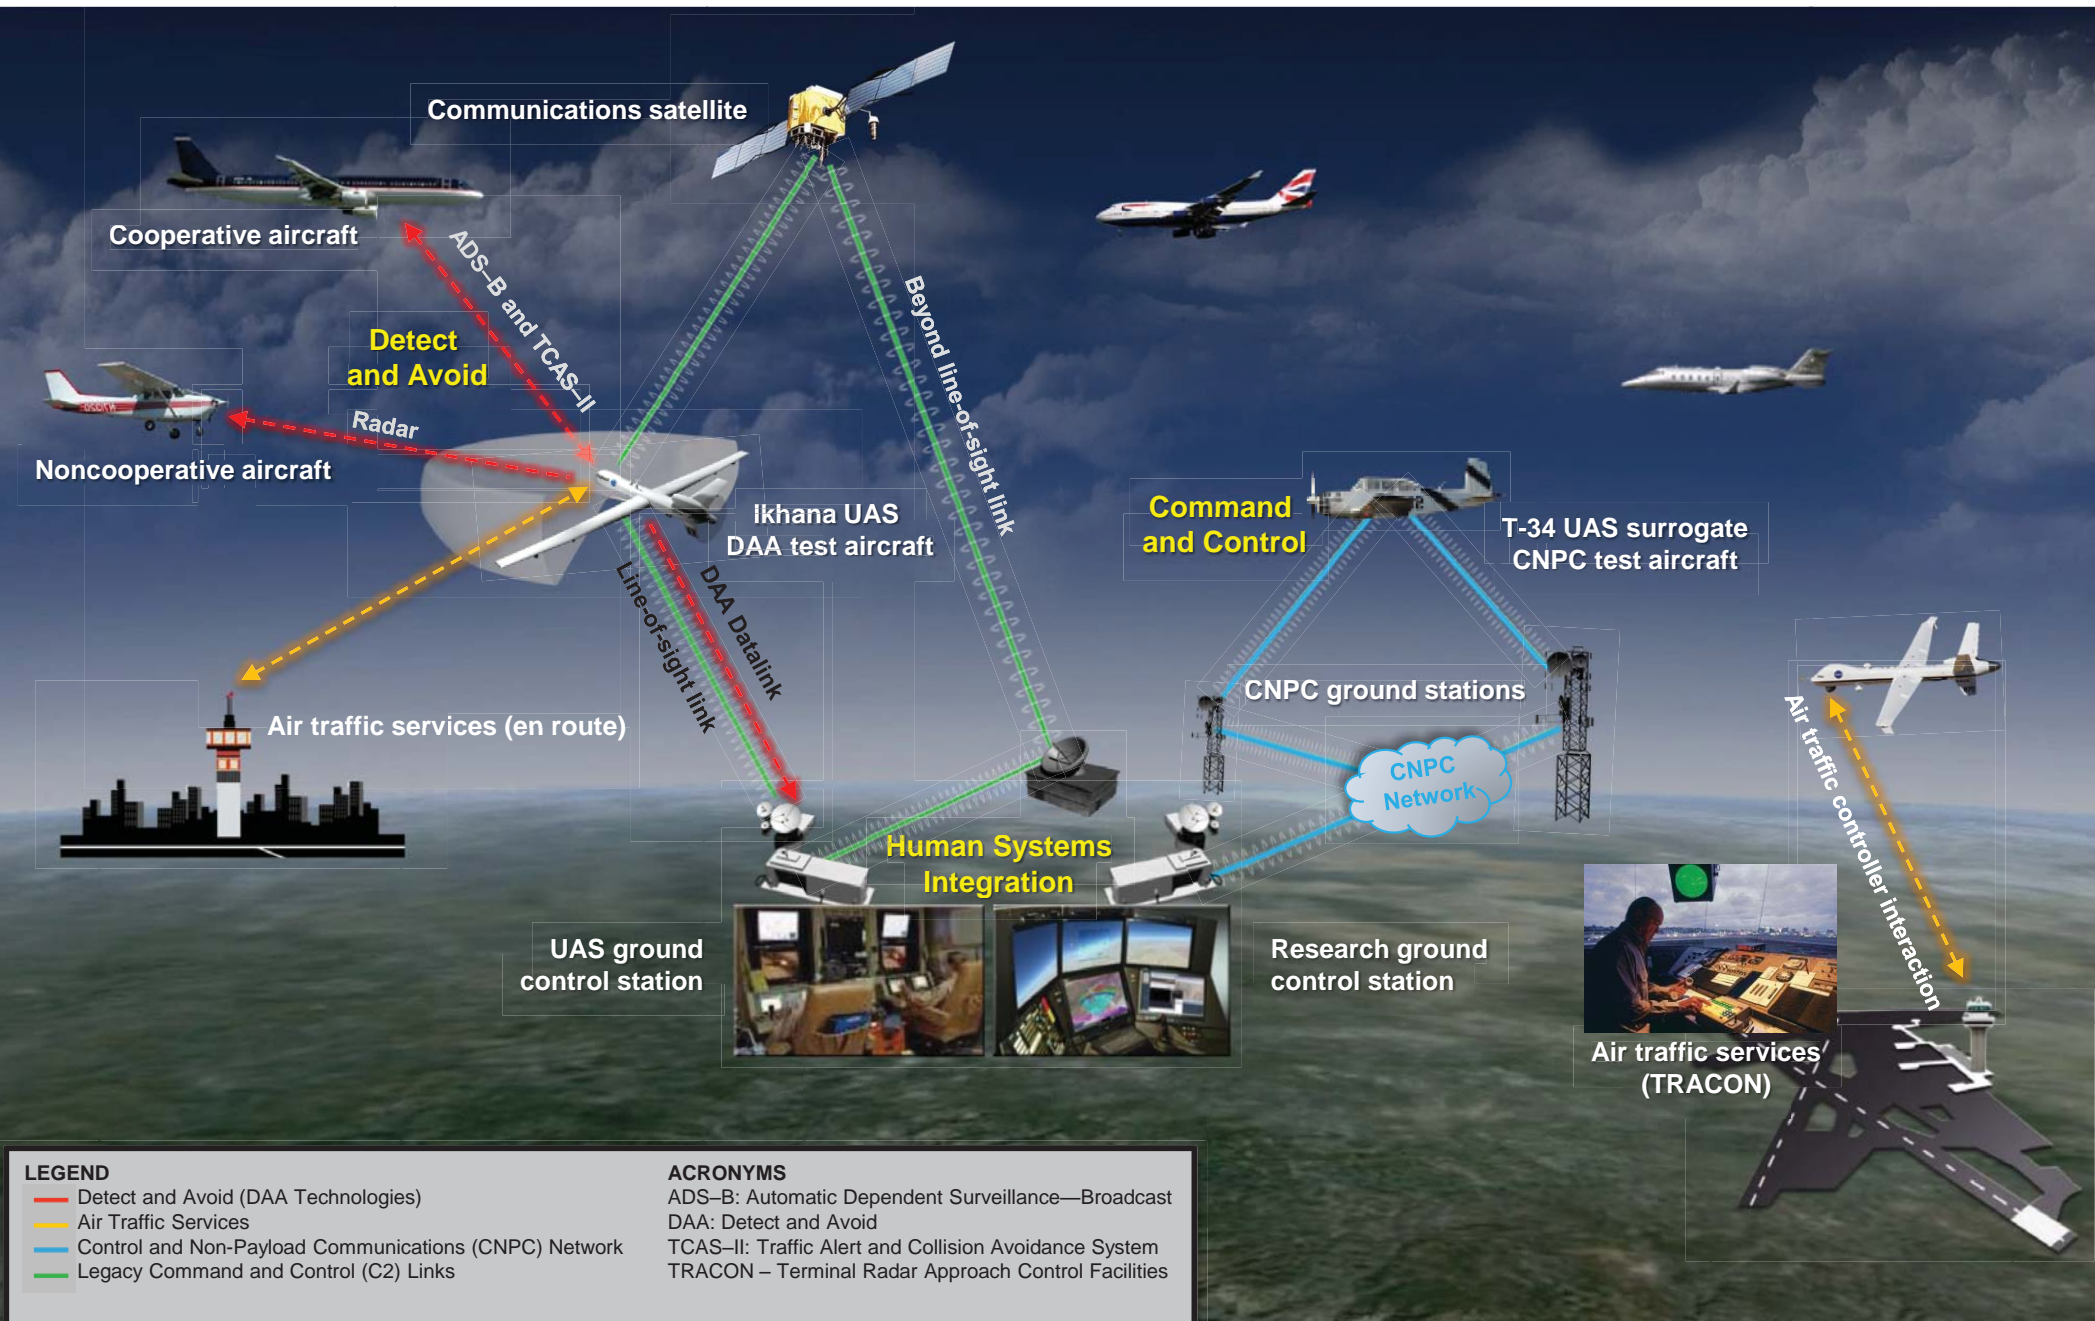 Communications satellite
Cooperative aircraft
ADS–B and TCAS–II
Beyond line-of-sight link
Detect
and Avoid
Radar
Noncooperative aircraft
Ikhana UAS
DAA test aircraft
Command
and Control
T-34 UAS surrogate
CNPC test aircraft
Line-of-sight link
DAA Datalink
CNPC ground stations
Air traffic services (en route)
CNPC
Network
Air traffic controller interaction
Human Systems
Integration
UAS ground
control station
Research ground
control station
Air traffic services
(TRACON)
LEGEND
Detect and Avoid (DAA Technologies)
Air Traffic Services
Control and Non-Payload Communications (CNPC) Network
Legacy Command and Control (C2) Links
ACRONYMS
ADS–B: Automatic Dependent Surveillance—Broadcast
DAA: Detect and Avoid
TCAS–II: Traffic Alert and Collision Avoidance System
TRACON – Terminal Radar Approach Control Facilities